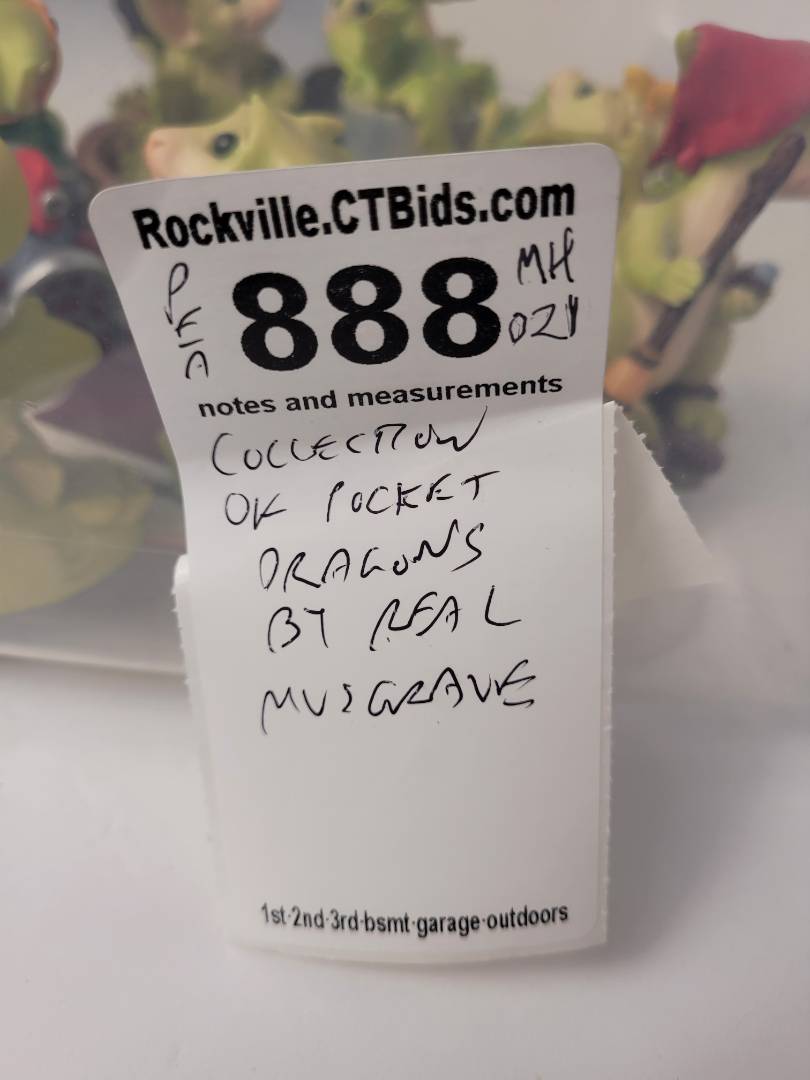 Rockville.CTBids.com
888
MH
notes and measurements
COLLECTION
OF POCKET
DRAGONS
BY REAL
MUSGRAVE
1st·2nd·3rd·bsmt·garage·outdoors